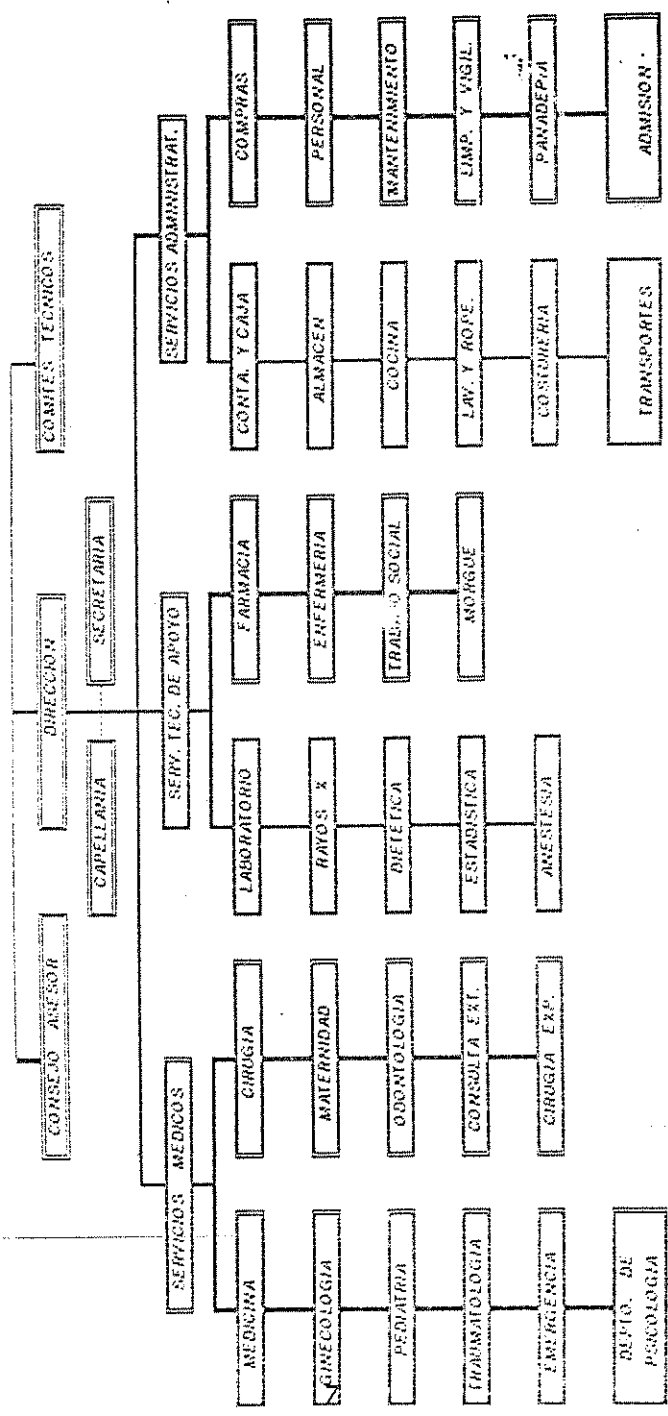 CONSEJO ASESOR
DIRECCION
COMITES TECNICOS
CAPELLANIA
SECRETARIA
SERVICIOS MEDICOS
SERV. TEC. DE APOYO
SERVICIOS ADMINISTRAT.
MEDICINA
CIRUGIA
LABORATORIO
FARMACIA
CONTA. Y CAJA
COMPRAS
GINECOLOGIA
MATERNIDAD
RAYOS X
ENFERMERIA
ALMACEN
PERSONAL
PEDIATRIA
ODONTOLOGIA
DIETETICA
SOCIAL
COCINA
MANTENIMIENTO
TRAUMATOLOGIA
CONSULTA EXT.
ESTADISTICA
MORGUE
LAV. Y ROPE.
LIMP. Y VIGIL.
EMERGENCIA
CIRUGIA EXP.
ANESTESIA
COSTURERIA
PANADERIA
DEPTO. DE
PSICOLOGIA
TRANSPORTES
ADMISION